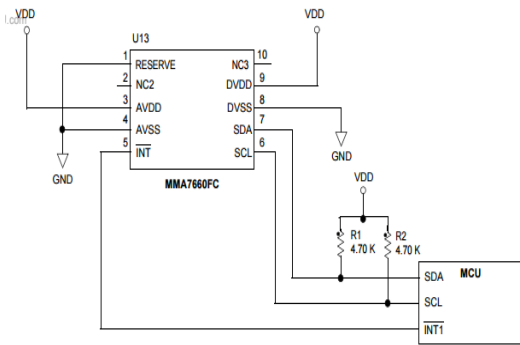 l.com
VDD
VDD
U13
1 RESERVE
NC3 10
2 NC2
DVDD 9
3 AVDD
DVSS 8
4 AVSS
SDA 7
5 INT
SCL 6
GND
MMA7660FC
GND
VDD
R1
4.70 K
R2
4.70 K
MCU
SDA
SCL
INT1